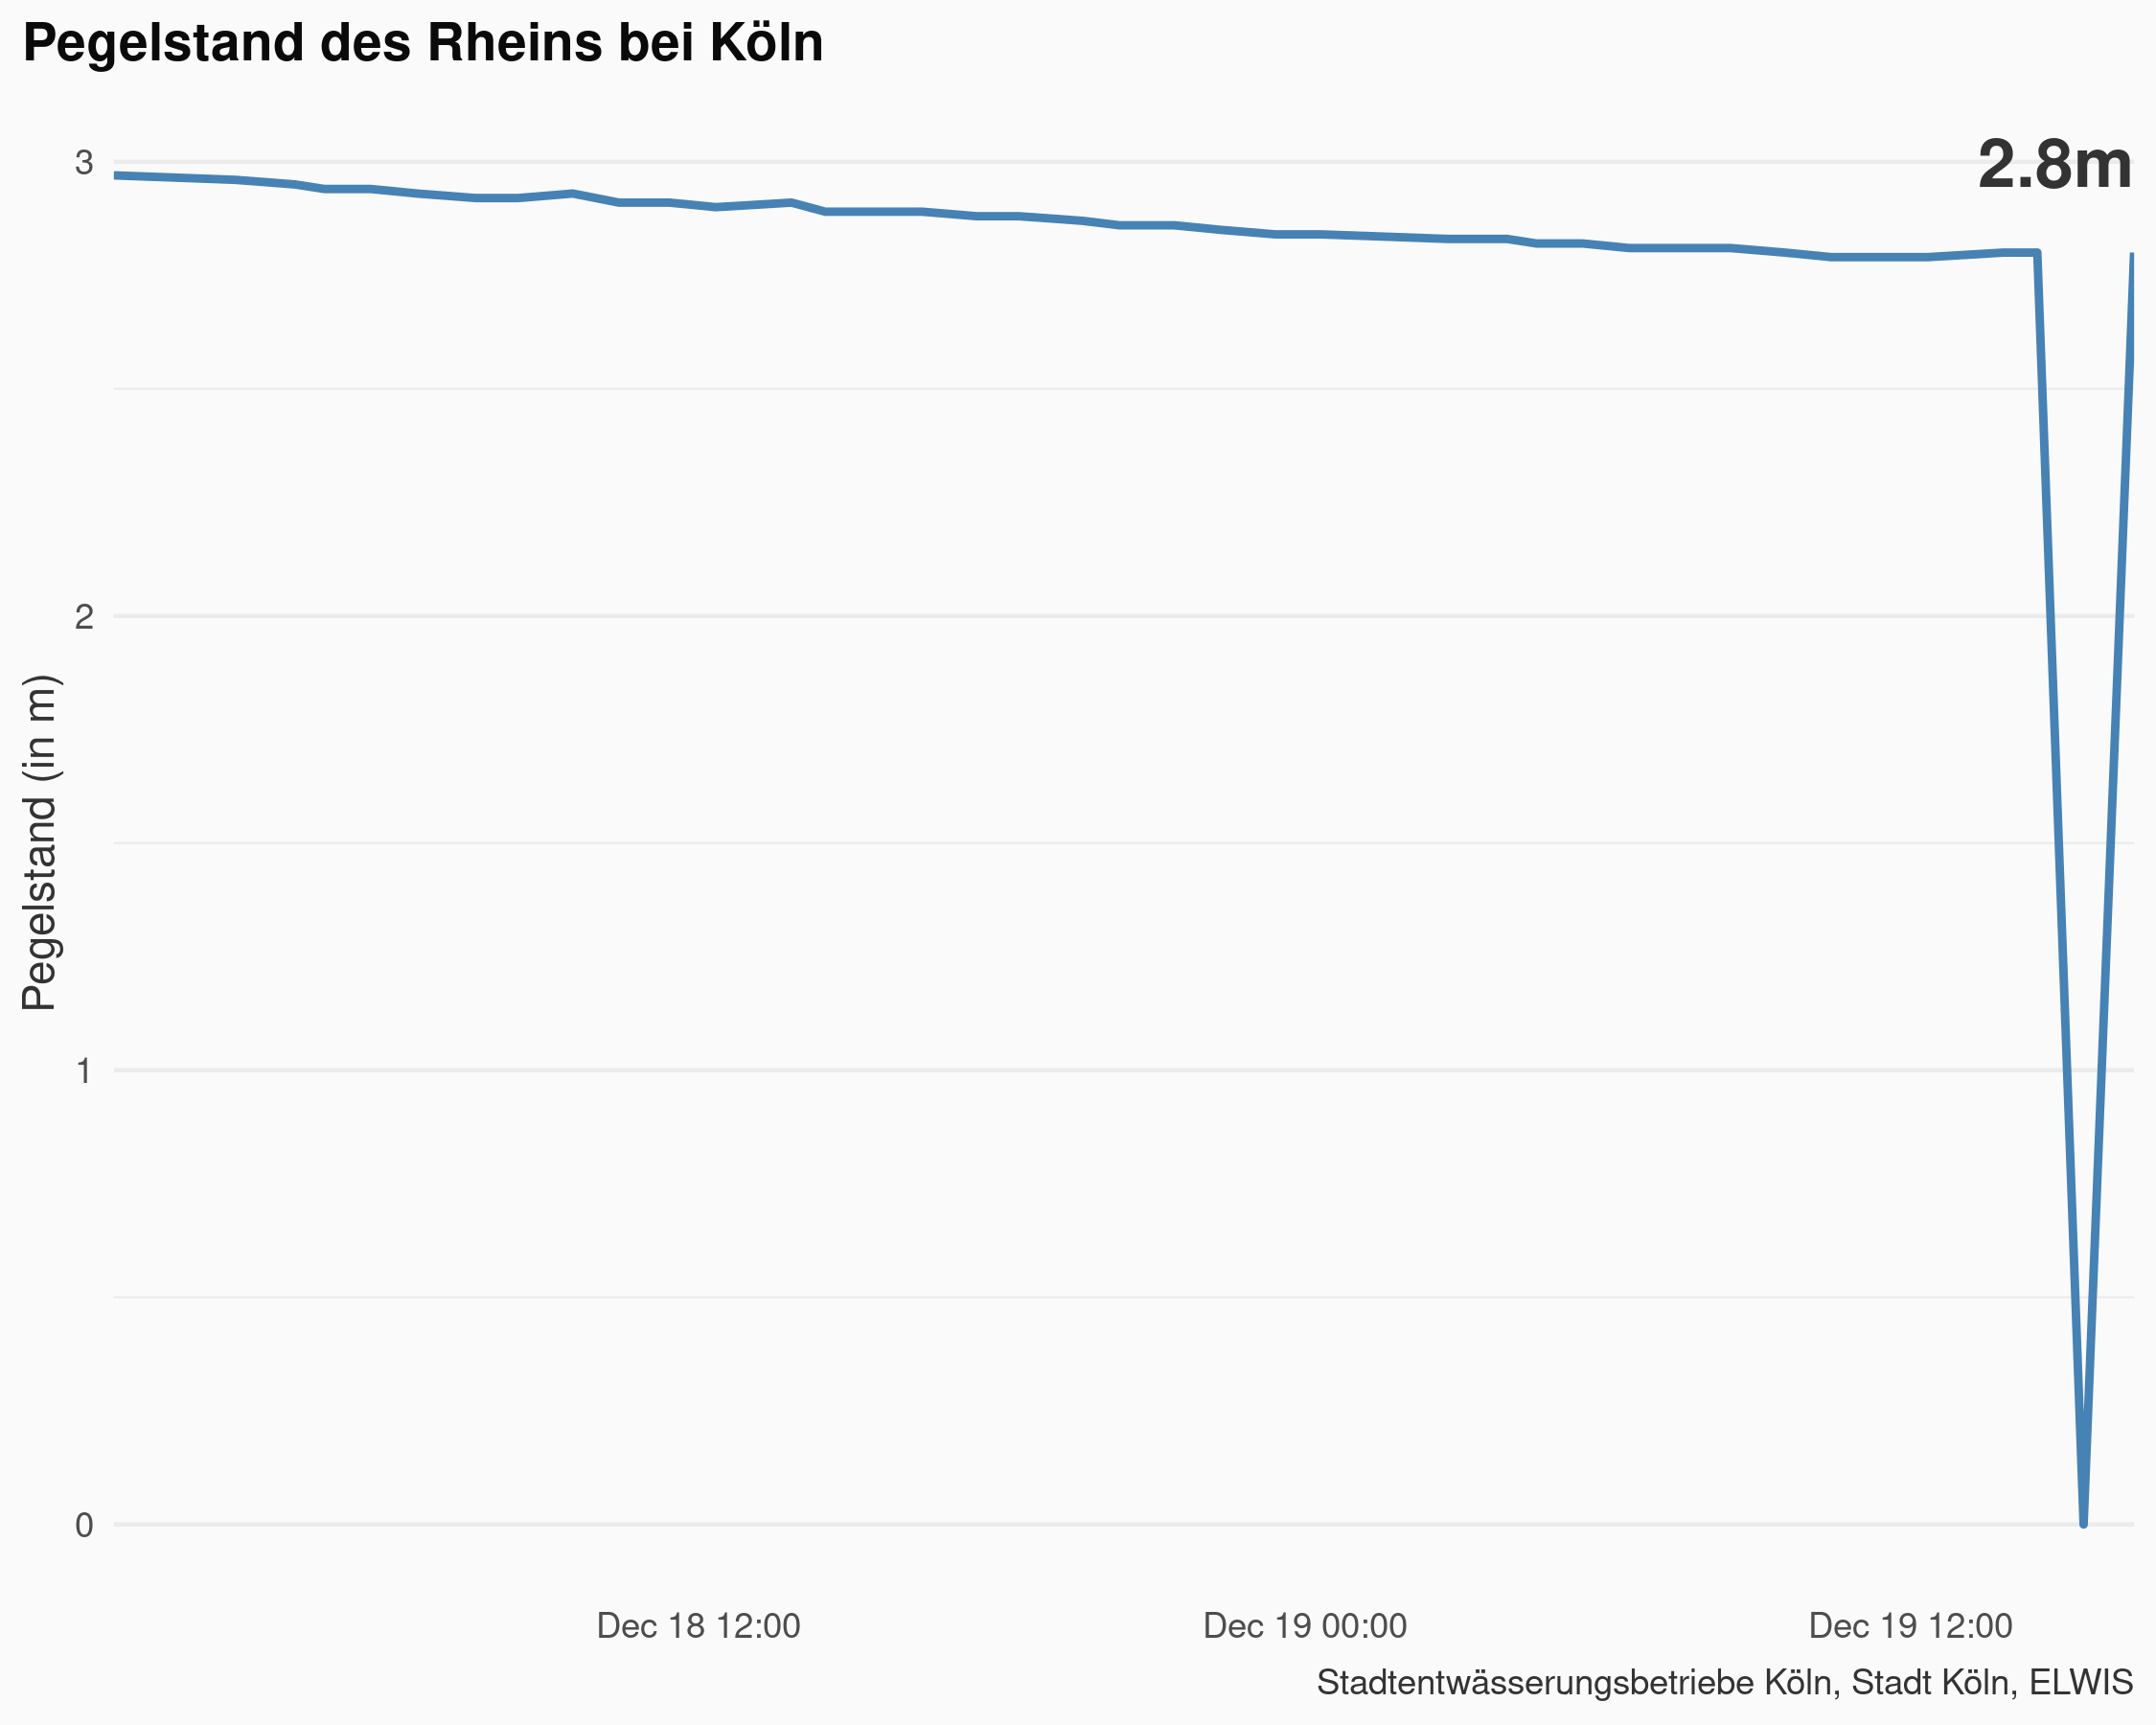 Pegelstand des Rheins bei Köln
2.8m
3
2
1
0
Pegelstand (in m)
Dec 18 12:00
Dec 19 00:00
Dec 19 12:00
Stadtentwässerungsbetriebe Köln, Stadt Köln, ELWIS